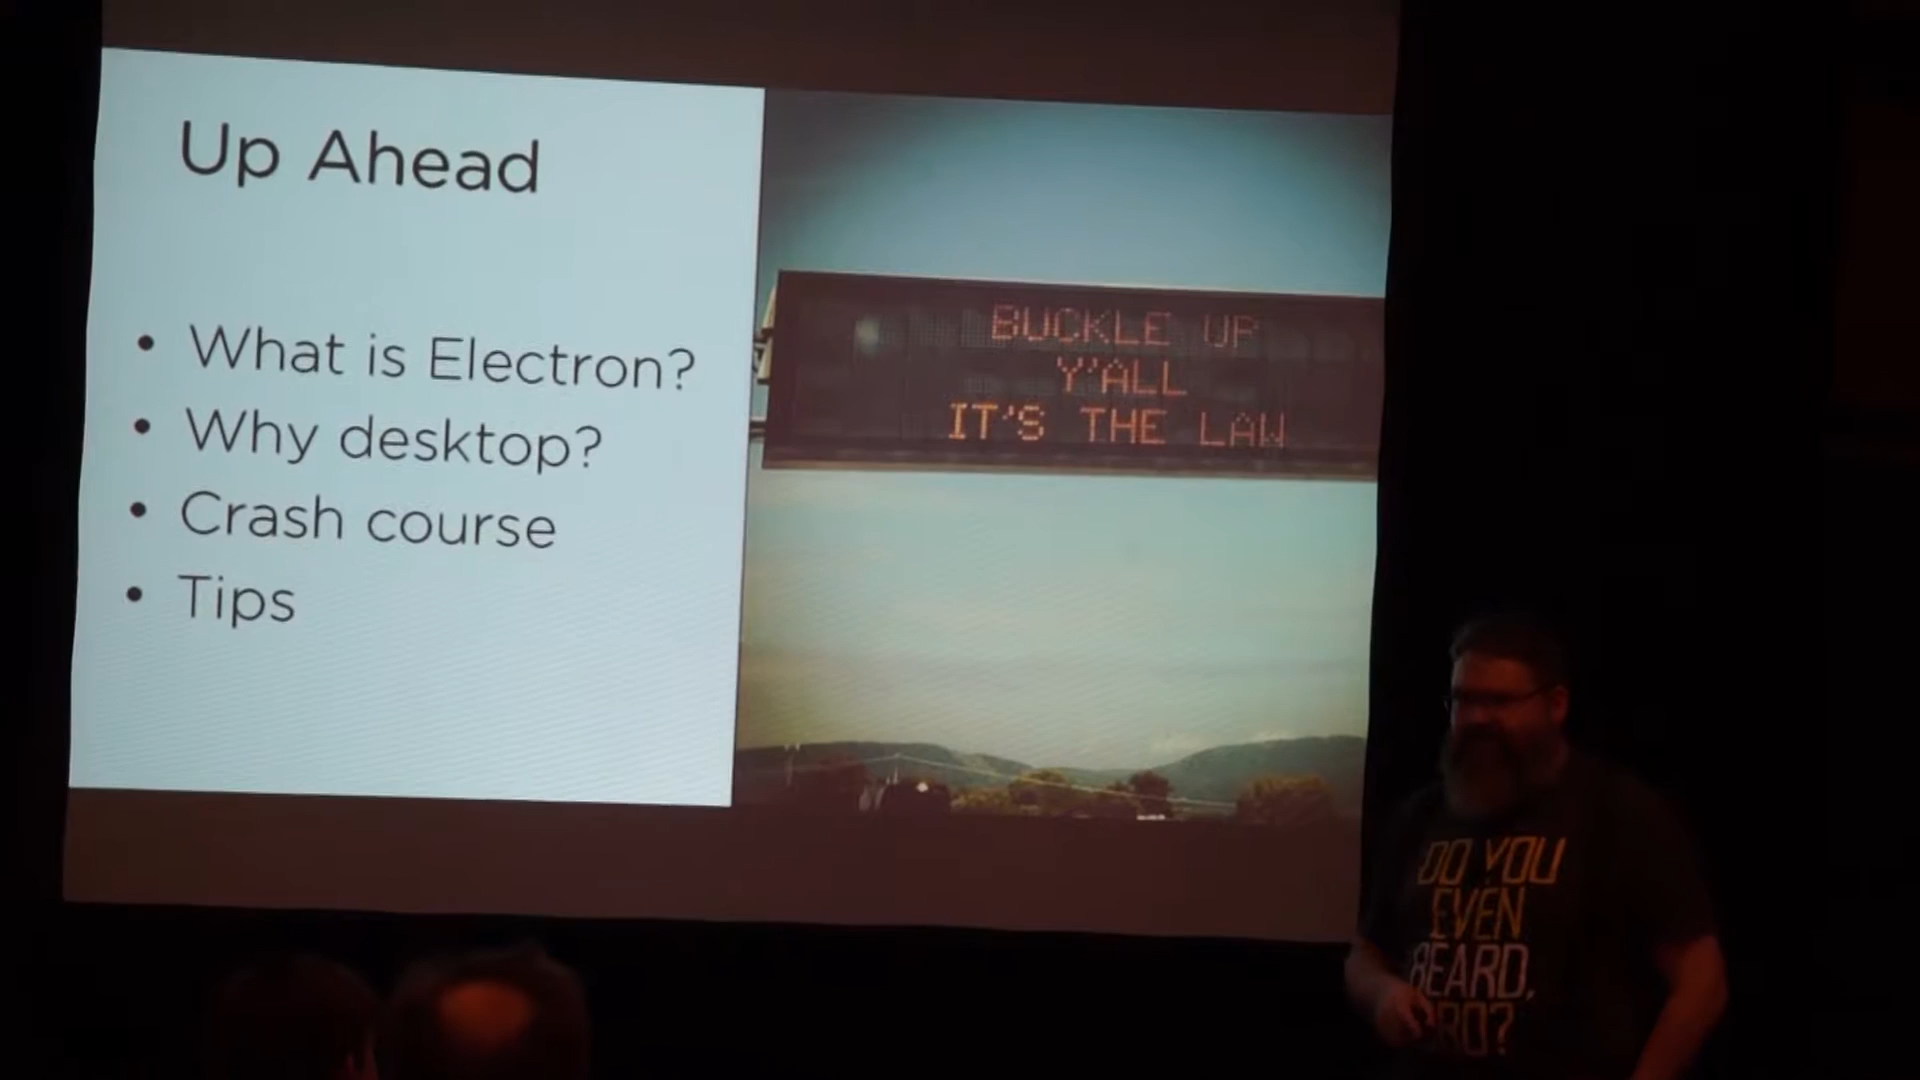 Up Ahead
• What is Electron?
• Why desktop?
• Crash course
• Tips
BUCKLE UP
Y'ALL
IT'S THE LAW
DO YOU
EVEN
BEARD,
BRO?